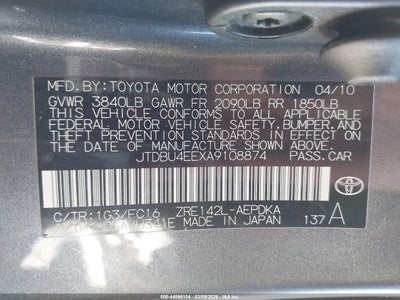 MFD.BY:TOYOTA MOTOR CORPORATION 04/10
GVWR 3840LB GAWR FR 2090LB RR 1850LB
THIS VEHICLE CONFORMS TO ALL APPLICABLE
FEDERAL MOTOR VEHICLE SAFETY,BUMPER,AND
THEFT PREVENTION STANDARDS IN EFFECT ON
THE DATE OF MANUFACTURE SHOWN ABOVE.
JTDBU4EEXA9108874 PASS.CAR
C/TR:1G3/FC16 ZRE142L-AEPDKA
MADE IN JAPAN 137 A
TOYOTA